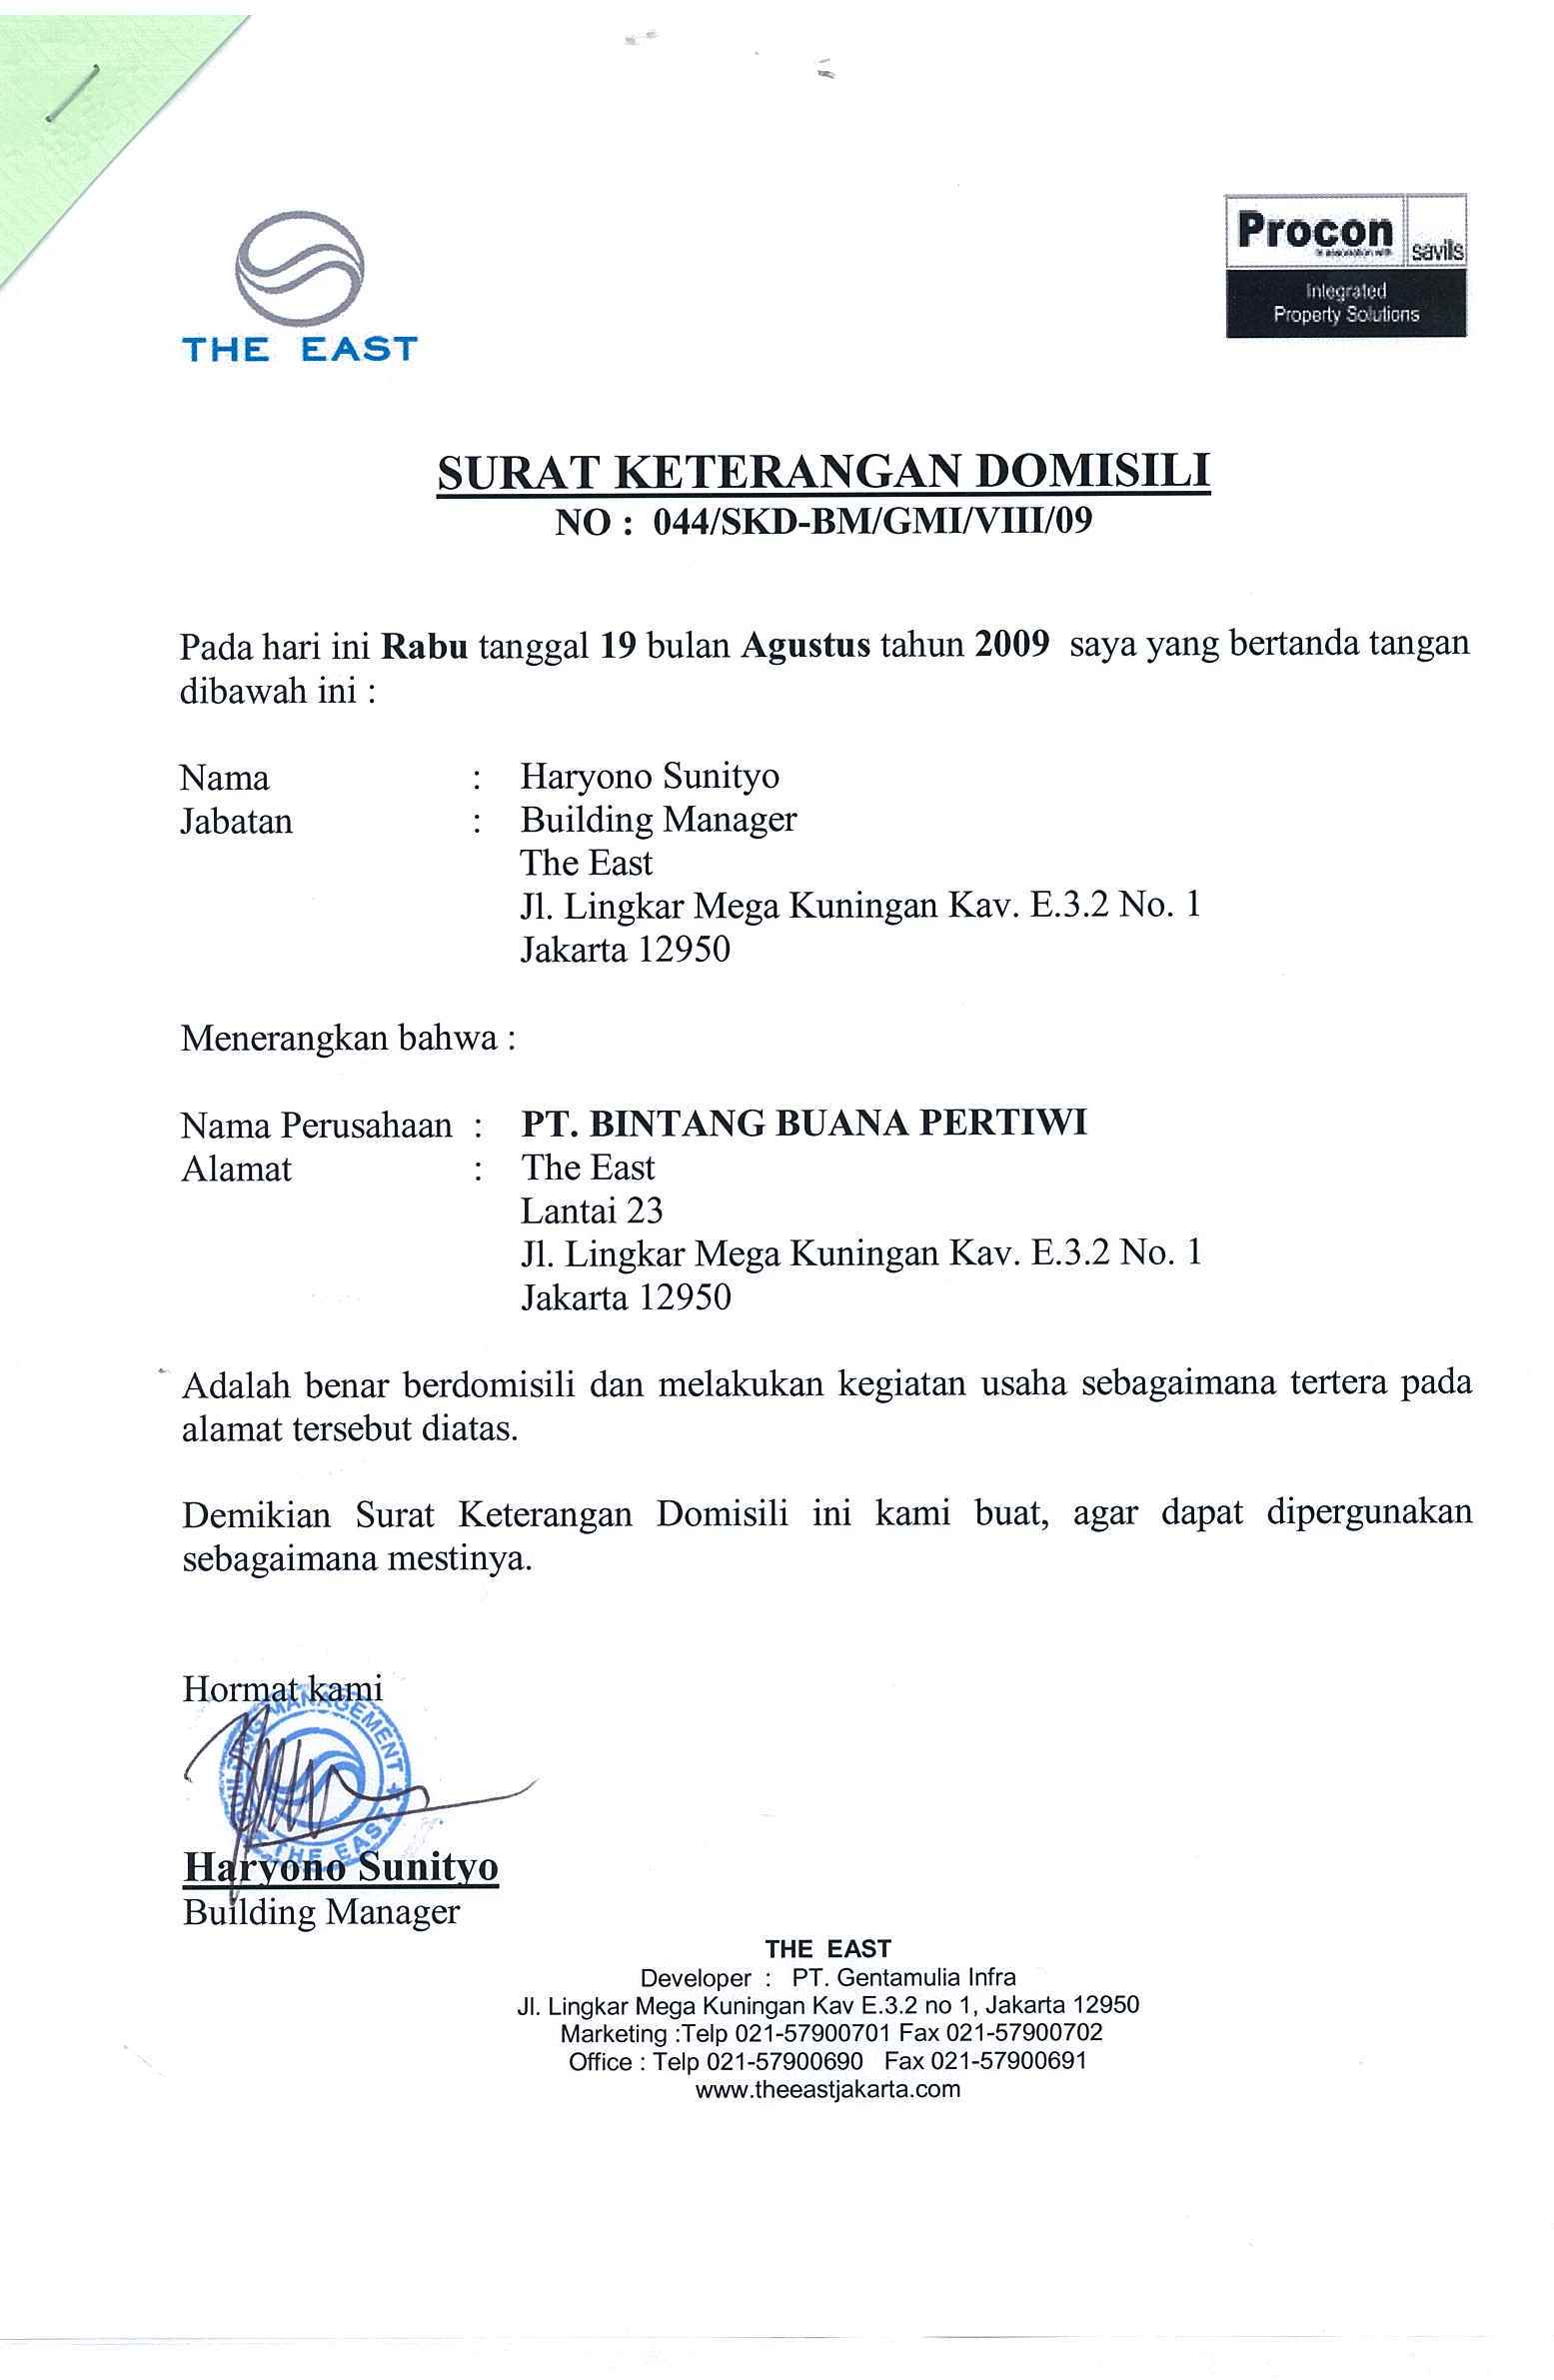 THE EAST
Procon
in association with
savills
Integrated
Property Solutions
SURAT KETERANGAN DOMISILI
NO : 044/SKD-BM/GMI/VIII/09
Pada hari ini Rabu tanggal 19 bulan Agustus tahun 2009 saya yang bertanda tangan
dibawah ini :
Nama : Haryono Sunityo
Jabatan : Building Manager
The East
Jl. Lingkar Mega Kuningan Kav. E.3.2 No. 1
Jakarta 12950
Menerangkan bahwa :
Nama Perusahaan : PT. BINTANG BUANA PERTIWI
Alamat : The East
Lantai 23
Jl. Lingkar Mega Kuningan Kav. E.3.2 No. 1
Jakarta 12950
Adalah benar berdomisili dan melakukan kegiatan usaha sebagaimana tertera pada
alamat tersebut diatas.
Demikian Surat Keterangan Domisili ini kami buat, agar dapat dipergunakan
sebagaimana mestinya.
Hormat kami
BUILDING MANAGEMENT
THE EAST
Haryono Sunityo
Building Manager
THE EAST
Developer : PT. Gentamulia Infra
Jl. Lingkar Mega Kuningan Kav E.3.2 no 1, Jakarta 12950
Marketing :Telp 021-57900701 Fax 021-57900702
Office : Telp 021-57900690 Fax 021-57900691
www.theeastjakarta.com